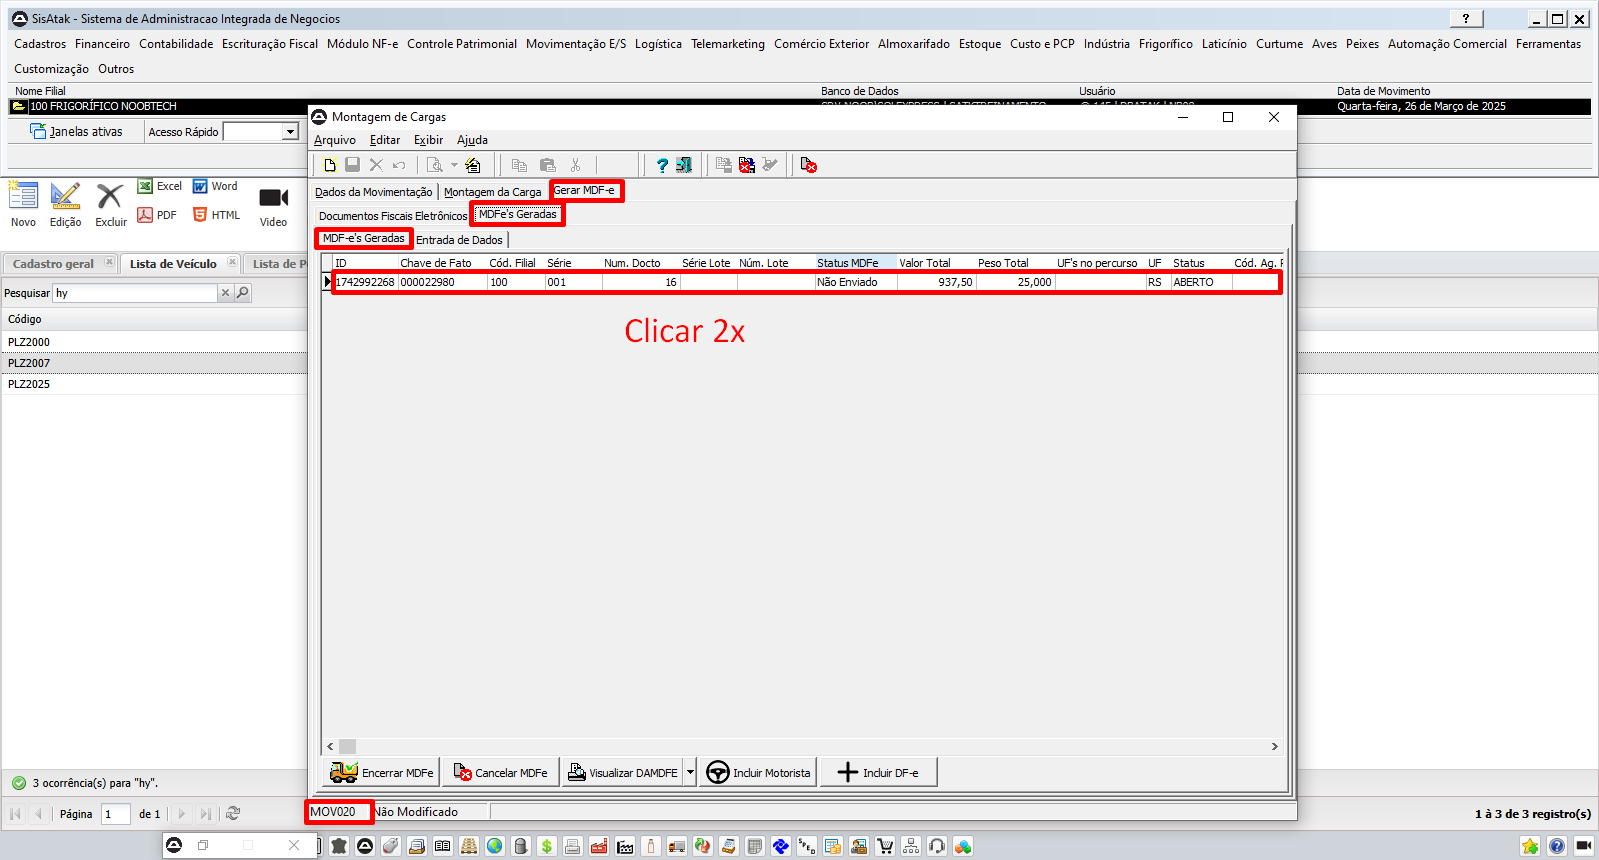 SisAtak - Sistema de Administracao Integrada de Negocios ?
Cadastros Financeiro Contabilidade Escrituração Fiscal Módulo NF-e Controle Patrimonial Movimentação E/S Logística Telemarketing Comércio Exterior Almoxarifado Estoque Custo e PCP Indústria Frigorífico Laticínio Curtume Aves Peixes Automação Comercial Ferramentas
Customização Outros
Nome Filial Banco de Dados Usuário Data de Movimento
100 FRIGORÍFICO NOOBTECH Quarta-feira, 26 de Março de 2025
Janelas ativas Acesso Rápido
Montagem de Cargas
Arquivo Editar Exibir Ajuda
Novo Edição Excluir Excel Word PDF HTML Video
Dados da Movimentação Montagem da Carga Gerar MDF-e
Documentos Fiscais Eletrônicos MDFe's Geradas
MDF-e's Geradas Entrada de Dados
Cadastro geral Lista de Veículo Lista de P
ID Chave de Fato Cód. Filial Série Num. Docto Série Lote Núm. Lote Status MDFe Valor Total Peso Total UF's no percurso UF Status Cód. Ag. F
1742992268 000022980 100 001 16 Não Enviado 937,50 25,000 RS ABERTO
Pesquisar hy
Código
PLZ2000
PLZ2007
PLZ2025
Clicar 2x
Encerrar MDFe Cancelar MDFe Visualizar DAMDFE Incluir Motorista Incluir DF-e
3 ocorrência(s) para "hy".
Página 1 de 1
MOV020 Não Modificado
1 à 3 de 3 registro(s)